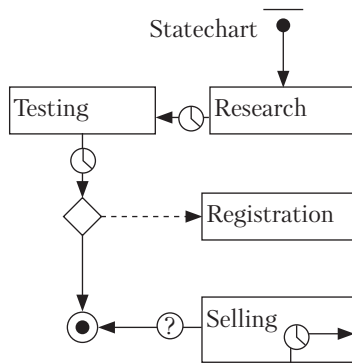 Statechart
Testing
Research
Registration
?
Selling